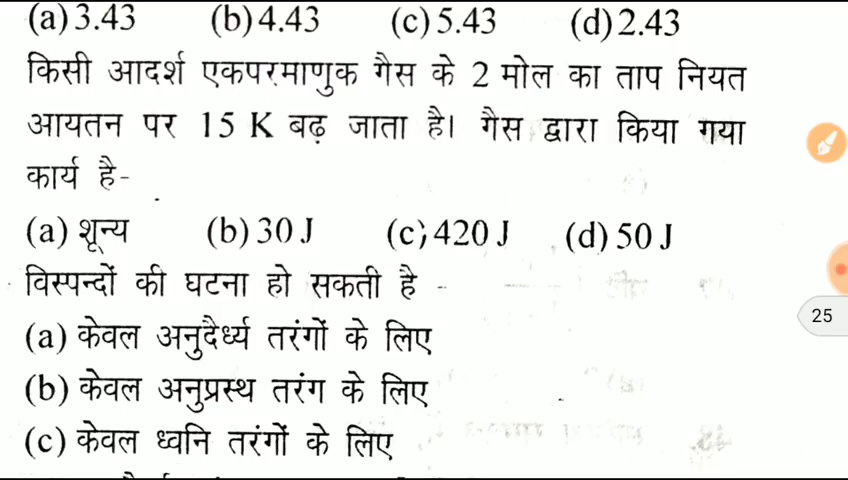 (a) 3.43 (b) 4.43 (c) 5.43 (d) 2.43
किसी आदर्श एकपरमाणुक गैस के 2 मोल का ताप नियत
आयतन पर 15 K बढ़ जाता है। गैस द्वारा किया गया
कार्य है-
(a) शून्य (b) 30 J (c) 420 J (d) 50 J
विस्पन्दों की घटना हो सकती है -
(a) केवल अनुदैर्ध्य तरंगों के लिए
(b) केवल अनुप्रस्थ तरंग के लिए
(c) केवल ध्वनि तरंगों के लिए
25